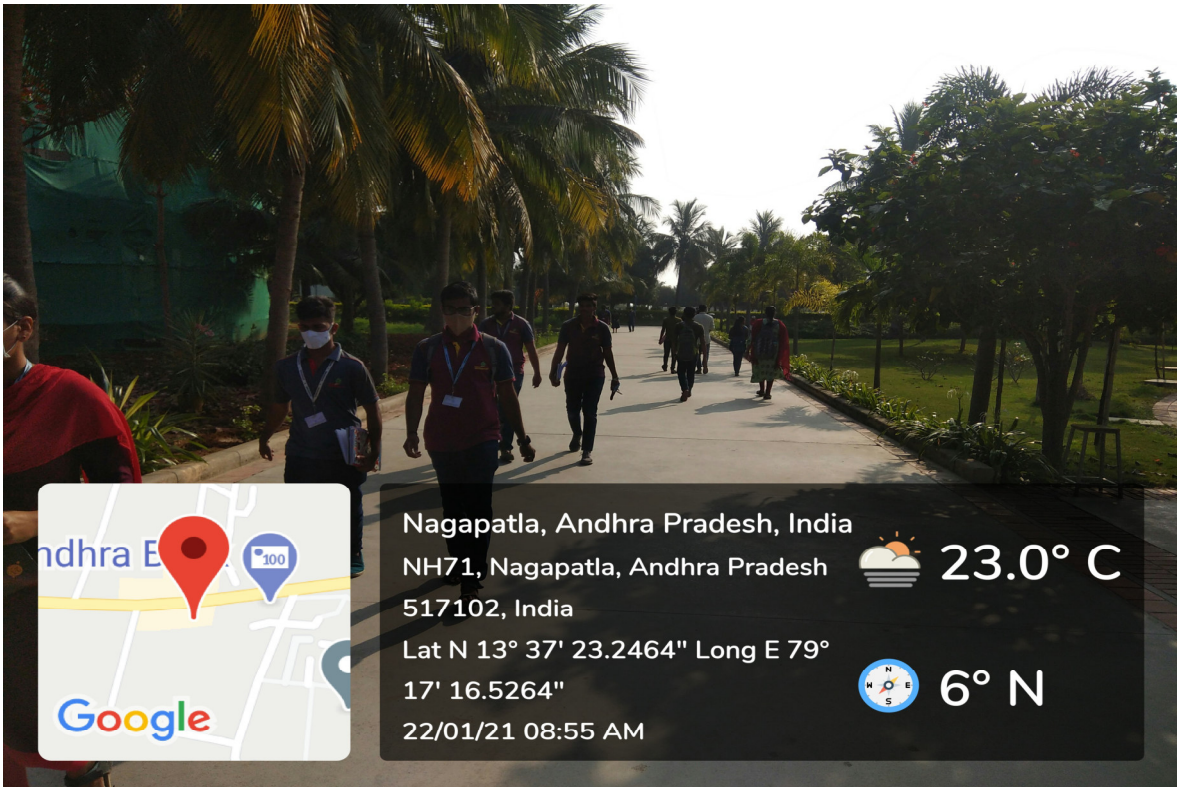 Nagapatla, Andhra Pradesh, India
NH71, Nagapatla, Andhra Pradesh
517102, India
Lat N 13° 37' 23.2464" Long E 79°
17' 16.5264"
22/01/21 08:55 AM
23.0° C
N
W E
S
6° N
ndhra B
100
Google